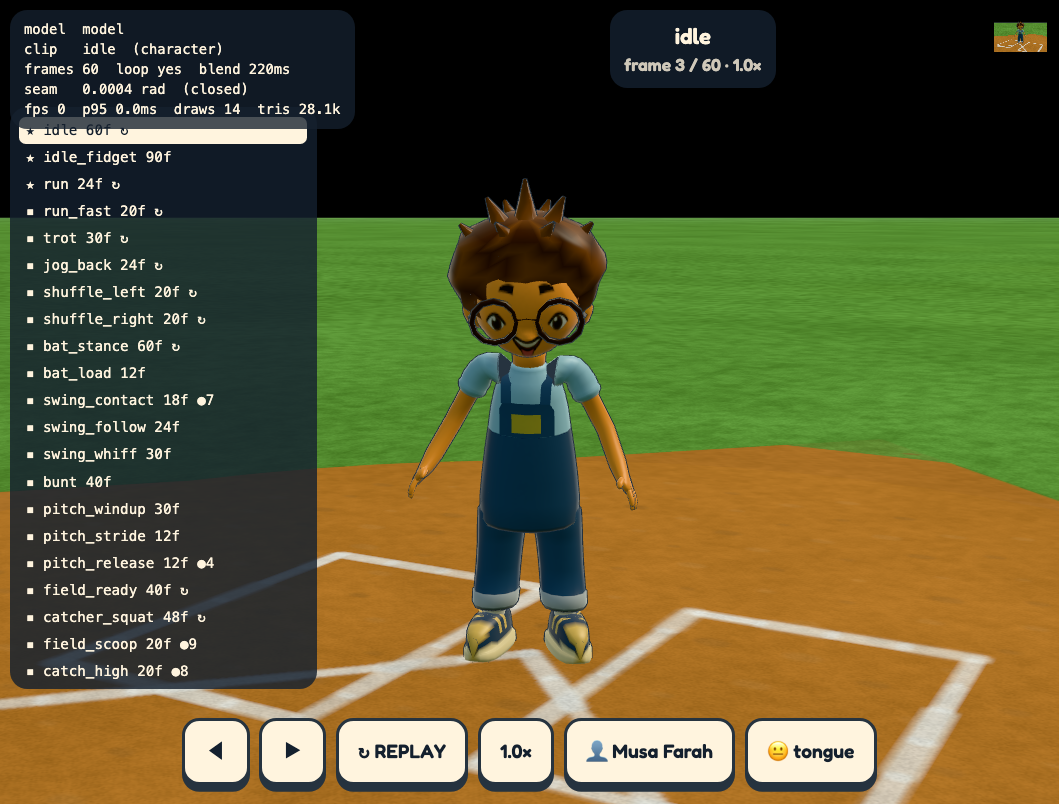 model  model
clip   idle  (character)
frames 60  loop yes  blend 220ms
seam   0.0004 rad  (closed)
fps 0  p95 0.0ms  draws 14  tris 28.1k
★ idle 60f ↻
★ idle_fidget 90f
★ run 24f ↻
▪ run_fast 20f ↻
▪ trot 30f ↻
▪ jog_back 24f ↻
▪ shuffle_left 20f ↻
▪ shuffle_right 20f ↻
▪ bat_stance 60f ↻
▪ bat_load 12f
▪ swing_contact 18f ●7
▪ swing_follow 24f
▪ swing_whiff 30f
▪ bunt 40f
▪ pitch_windup 30f
▪ pitch_stride 12f
▪ pitch_release 12f ●4
▪ field_ready 40f ↻
▪ catcher_squat 48f ↻
▪ field_scoop 20f ●9
▪ catch_high 20f ●8
idle
frame 3 / 60 · 1.0×
↻ REPLAY
1.0×
👤 Musa Farah
😐 tongue